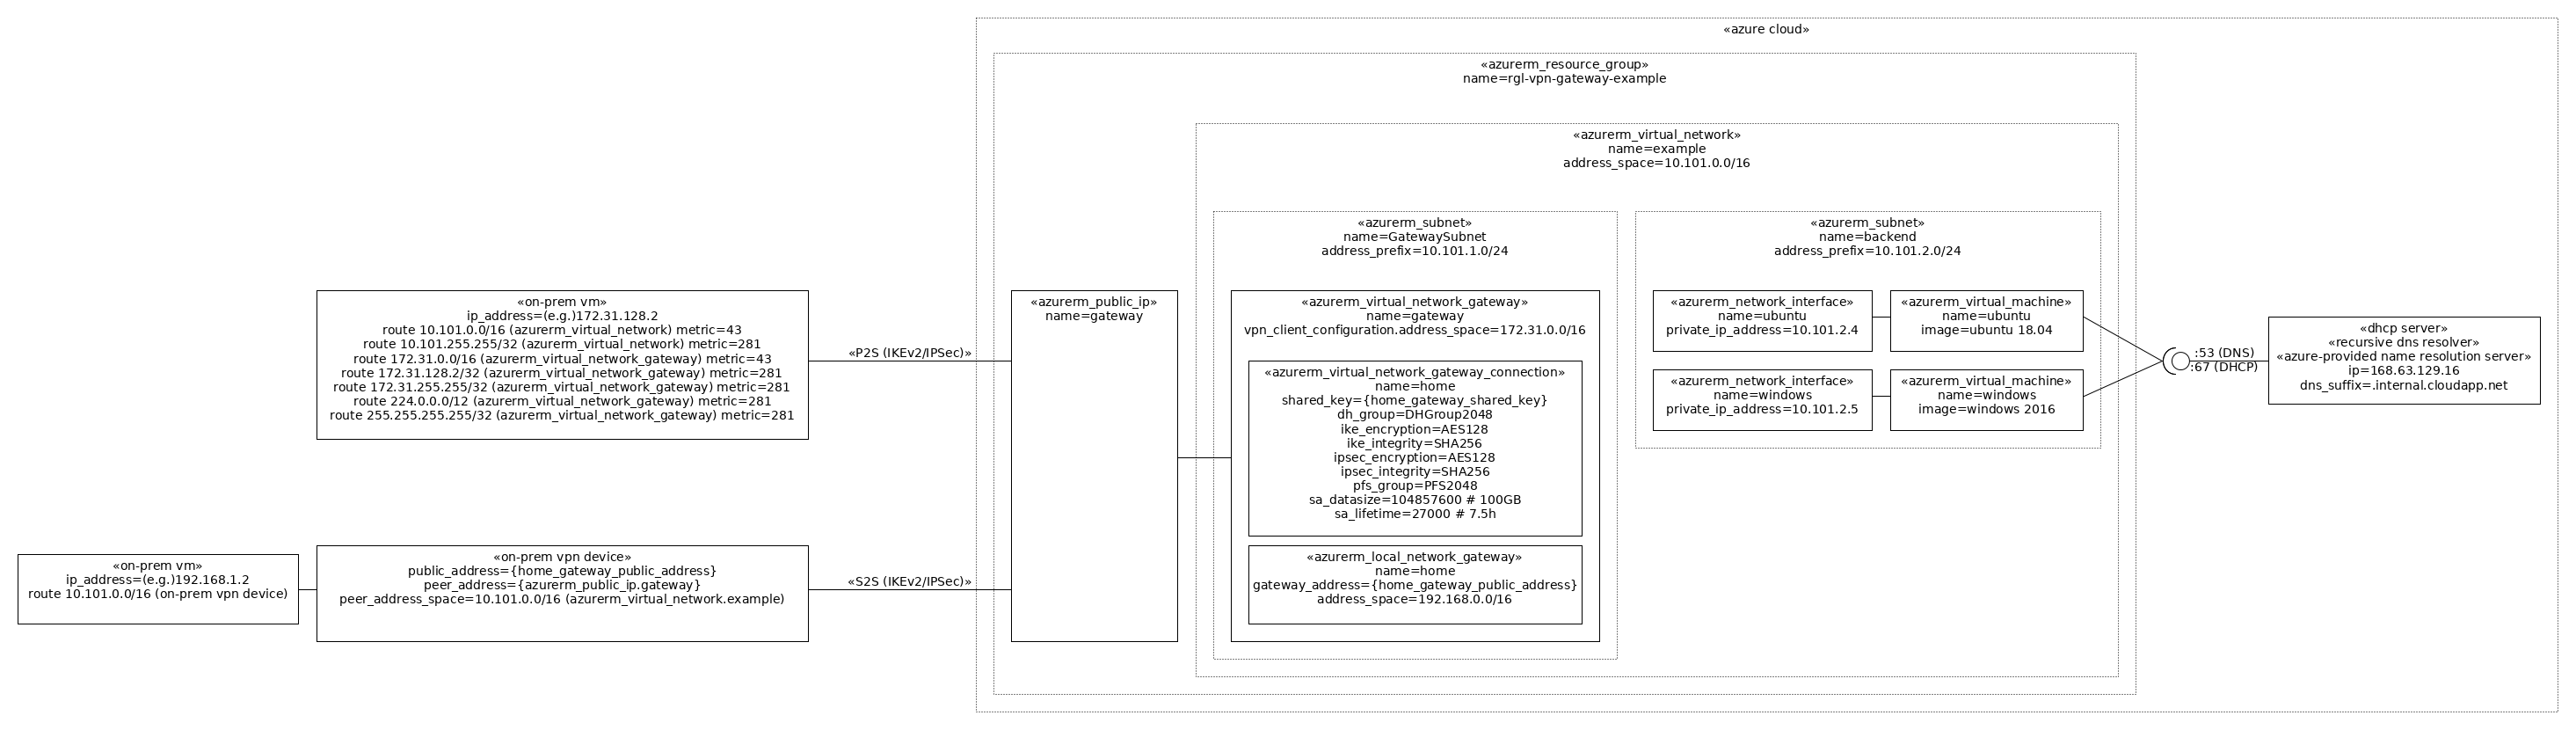 «azure cloud»
«azurerm_resource_group»
name=rgl-vpn-gateway-example
«azurerm_virtual_network»
name=example
address_space=10.101.0.0/16
«azurerm_subnet»
name=GatewaySubnet
address_prefix=10.101.1.0/24
«azurerm_subnet»
name=backend
address_prefix=10.101.2.0/24
«on-prem vm»
ip_address=(e.g.)172.31.128.2
route 10.101.0.0/16 (azurerm_virtual_network) metric=43
route 10.101.255.255/32 (azurerm_virtual_network) metric=281
route 172.31.0.0/16 (azurerm_virtual_network_gateway) metric=43
route 172.31.128.2/32 (azurerm_virtual_network_gateway) metric=281
route 172.31.255.255/32 (azurerm_virtual_network_gateway) metric=281
route 224.0.0.0/12 (azurerm_virtual_network_gateway) metric=281
route 255.255.255.255/32 (azurerm_virtual_network_gateway) metric=281
«P2S (IKEv2/IPSec)»
«azurerm_public_ip»
name=gateway
«azurerm_virtual_network_gateway»
name=gateway
vpn_client_configuration.address_space=172.31.0.0/16
«azurerm_virtual_network_gateway_connection»
name=home
shared_key={home_gateway_shared_key}
dh_group=DHGroup2048
ike_encryption=AES128
ike_integrity=SHA256
ipsec_encryption=AES128
ipsec_integrity=SHA256
pfs_group=PFS2048
sa_datasize=104857600 # 100GB
sa_lifetime=27000 # 7.5h
«azurerm_local_network_gateway»
name=home
gateway_address={home_gateway_public_address}
address_space=192.168.0.0/16
«azurerm_network_interface»
name=ubuntu
private_ip_address=10.101.2.4
«azurerm_virtual_machine»
name=ubuntu
image=ubuntu 18.04
«azurerm_network_interface»
name=windows
private_ip_address=10.101.2.5
«azurerm_virtual_machine»
name=windows
image=windows 2016
:53 (DNS)
:67 (DHCP)
«dhcp server»
«recursive dns resolver»
«azure-provided name resolution server»
ip=168.63.129.16
dns_suffix=.internal.cloudapp.net
«on-prem vm»
ip_address=(e.g.)192.168.1.2
route 10.101.0.0/16 (on-prem vpn device)
«on-prem vpn device»
public_address={home_gateway_public_address}
peer_address={azurerm_public_ip.gateway}
peer_address_space=10.101.0.0/16 (azurerm_virtual_network.example)
«S2S (IKEv2/IPSec)»